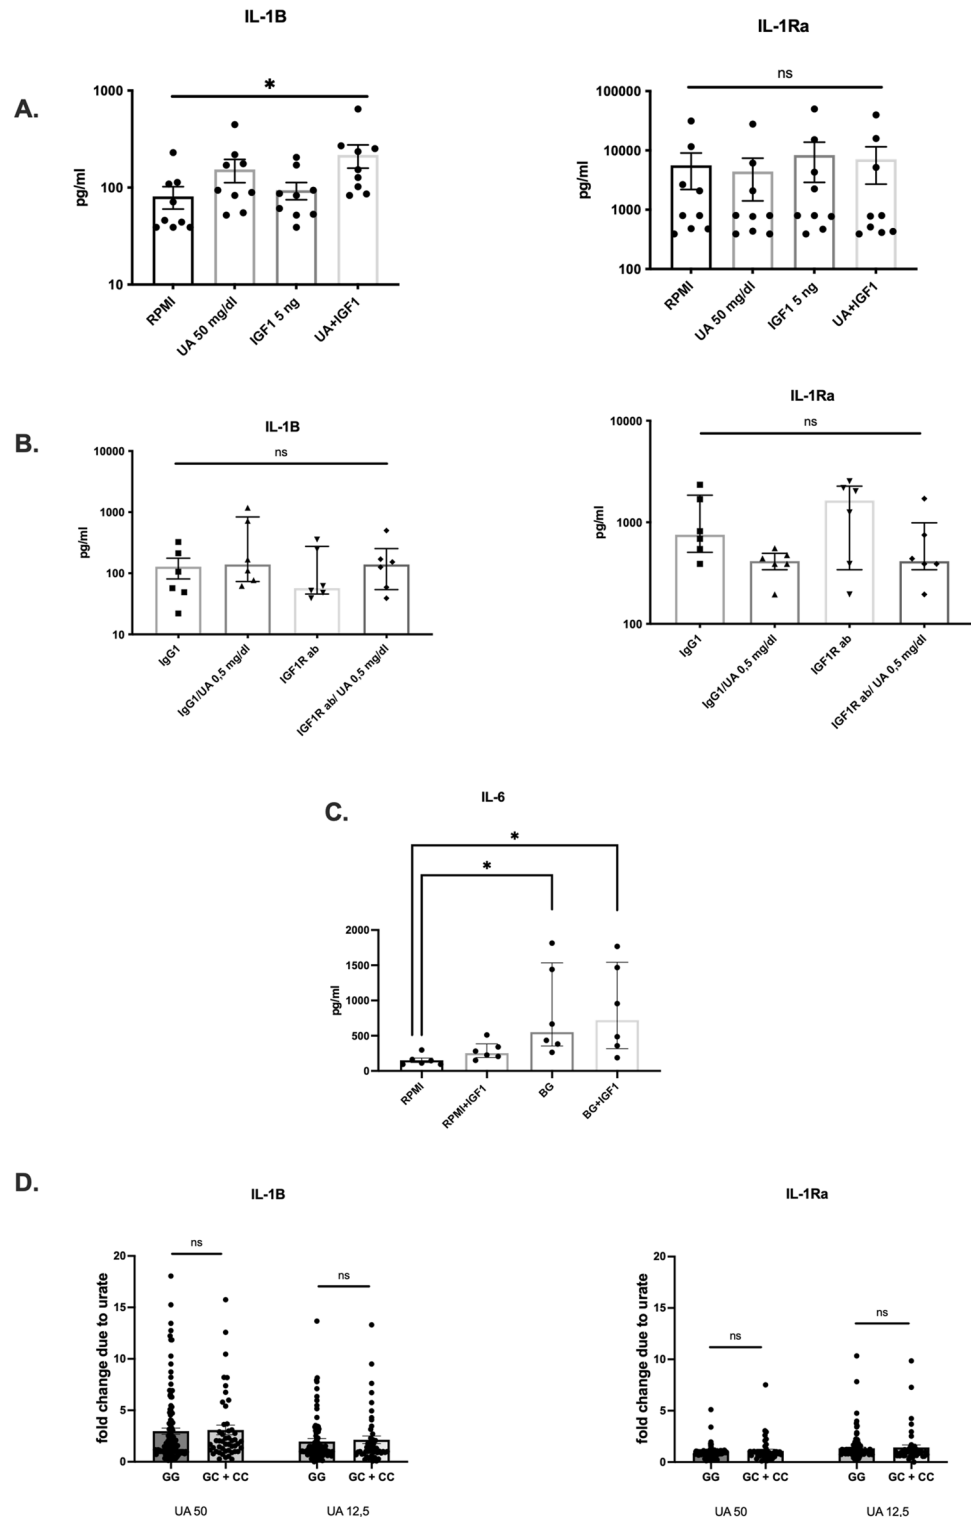 IL-1B
IL-1Ra
A.
*
ns
1000
100
10
pg/ml
RPMI
UA 50 mg/dl
IGF1 5 ng
UA+IGF1
100000
10000
1000
100
pg/ml
RPMI
UA 50 mg/dl
IGF1 5 ng
UA+IGF1
B.
IL-1B
IL-1Ra
ns
ns
10000
1000
100
10
pg/ml
IgG1
IgG1/UA 0,5 mg/dl
IGF1R ab
IGF1R ab/ UA 0,5 mg/dl
10000
1000
100
pg/ml
IgG1
IgG1/UA 0,5 mg/dl
IGF1R ab
IGF1R ab/ UA 0,5 mg/dl
C.
IL-6
*
*
2000
1500
1000
500
0
pg/ml
RPMI
RPMI+IGF1
BG
BG+IGF1
D.
IL-1B
IL-1Ra
ns
ns
20
15
10
5
0
fold change due to urate
GG
GC + CC
GG
GC + CC
UA 50
UA 12,5
ns
ns
20
15
10
5
0
fold change due to urate
GG
GC + CC
GG
GC + CC
UA 50
UA 12,5